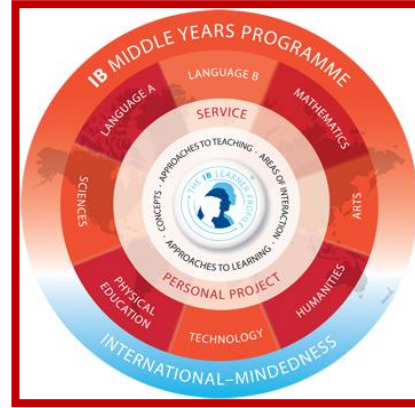 IB MIDDLE YEARS PROGRAMME
LANGUAGE A
LANGUAGE B
MATHEMATICS
SCIENCES
ARTS
PHYSICAL
EDUCATION
TECHNOLOGY
HUMANITIES
SERVICE
PERSONAL PROJECT
CONCEPTS · APPROACHES TO TEACHING · AREAS OF INTERACTION · APPROACHES TO LEARNING ·
THE IB LEARNER PROFILE
INTERNATIONAL–MINDEDNESS